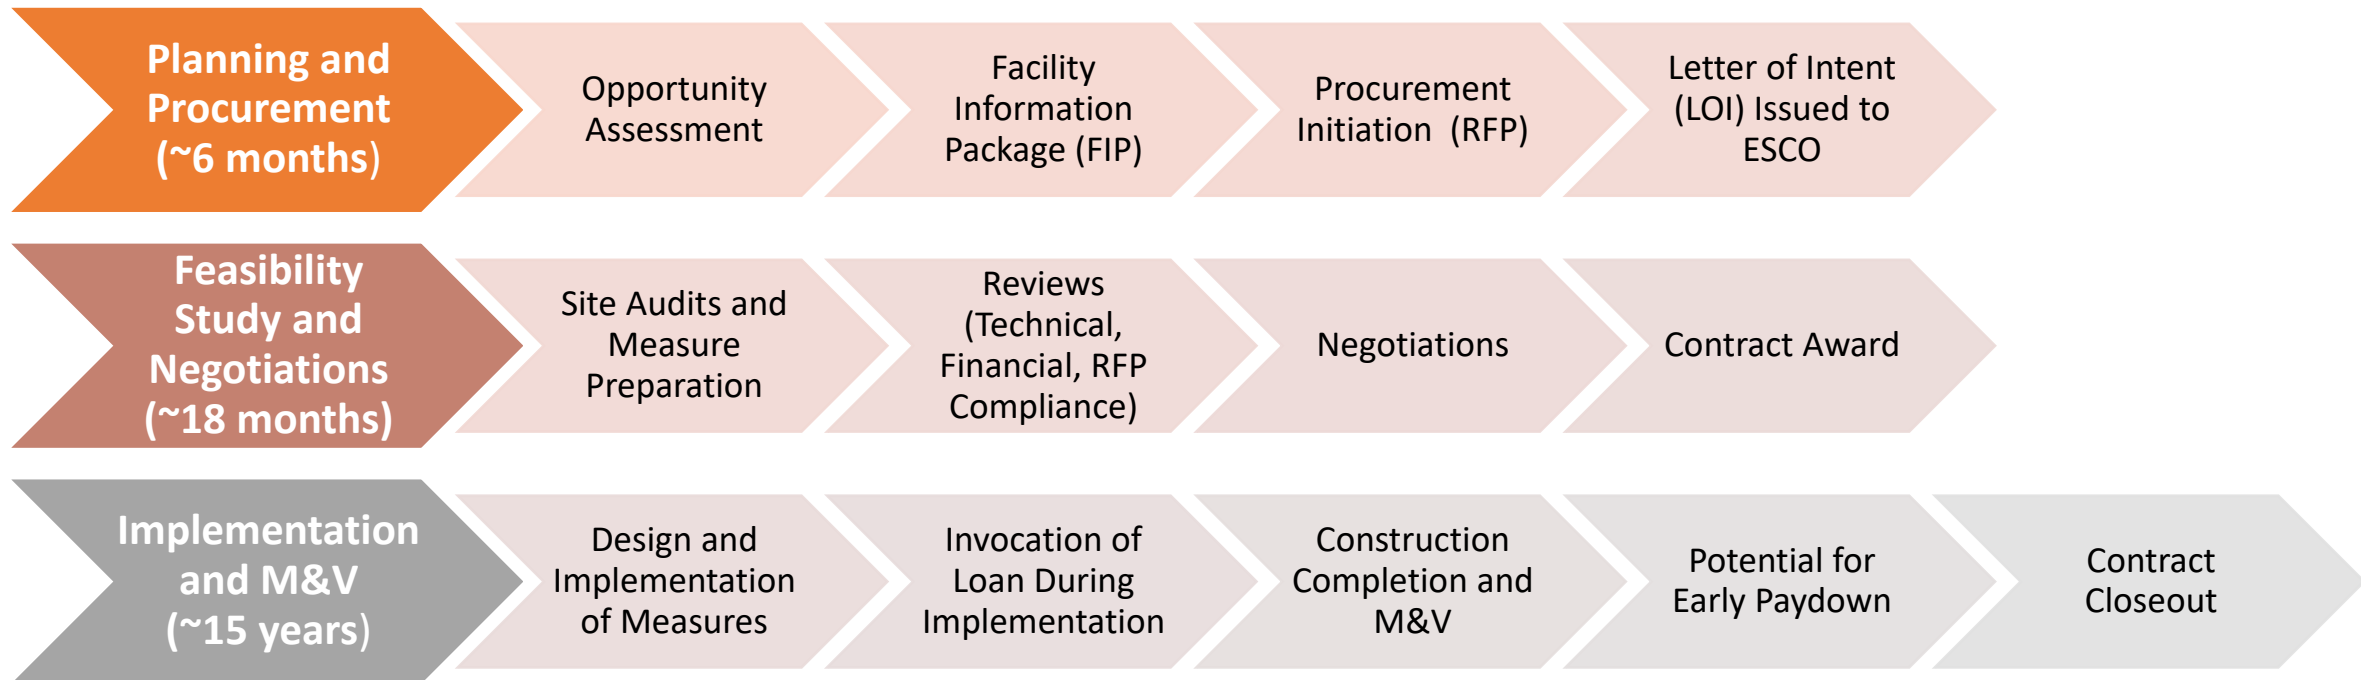 Planning and
Procurement
(~6 months)
Opportunity
Assessment
Facility
Information
Package (FIP)
Procurement
Initiation (RFP)
Letter of Intent
(LOI) Issued to
ESCO
Feasibility
Study and
Negotiations
(~18 months)
Site Audits and
Measure
Preparation
Reviews
(Technical,
Financial, RFP
Compliance)
Negotiations
Contract Award
Implementation
and M&V
(~15 years)
Design and
Implementation
of Measures
Invocation of
Loan During
Implementation
Construction
Completion and
M&V
Potential for
Early Paydown
Contract
Closeout